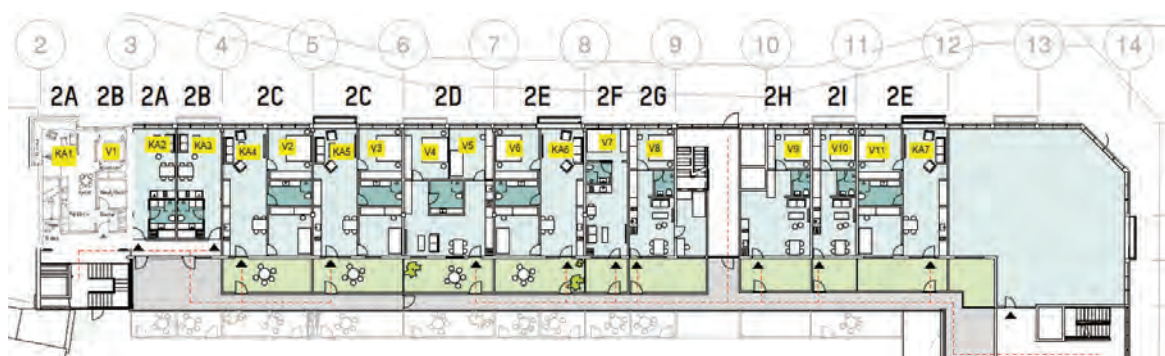 2 3 4 5 6 7 8 9 10 11 12 13 14
2A 2B 2A 2B 2C 2C 2D 2E 2F 2G 2H 2I 2E
KA1 V1 KA2 KA3 KA4 V2 KA5 V3 V4 V5 V6 KA6 V7 V8 V9 V10 V11 KA7